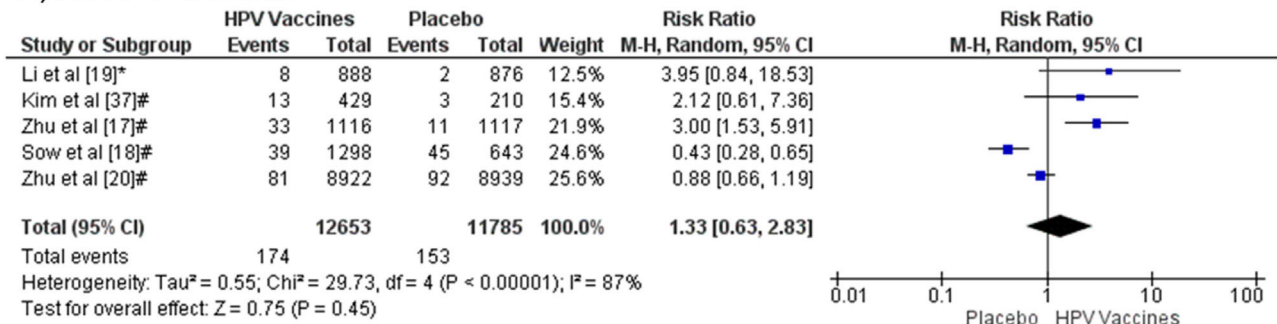 HPV Vaccines Placebo Risk Ratio Risk Ratio
Study or Subgroup Events Total Events Total Weight M-H, Random, 95% CI M-H, Random, 95% CI
Li et al [19]* 8 888 2 876 12.5% 3.95 [0.84, 18.53]
Kim et al [37]# 13 429 3 210 15.4% 2.12 [0.61, 7.36]
Zhu et al [17]# 33 1116 11 1117 21.9% 3.00 [1.53, 5.91]
Sow et al [18]# 39 1298 45 643 24.6% 0.43 [0.28, 0.65]
Zhu et al [20]# 81 8922 92 8939 25.6% 0.88 [0.66, 1.19]
Total (95% CI) 12653 11785 100.0% 1.33 [0.63, 2.83]
Total events 174 153
Heterogeneity: Tau² = 0.55; Chi² = 29.73, df = 4 (P < 0.00001); I² = 87%
Test for overall effect: Z = 0.75 (P = 0.45)
0.01 0.1 1 10 100
Placebo HPV Vaccines